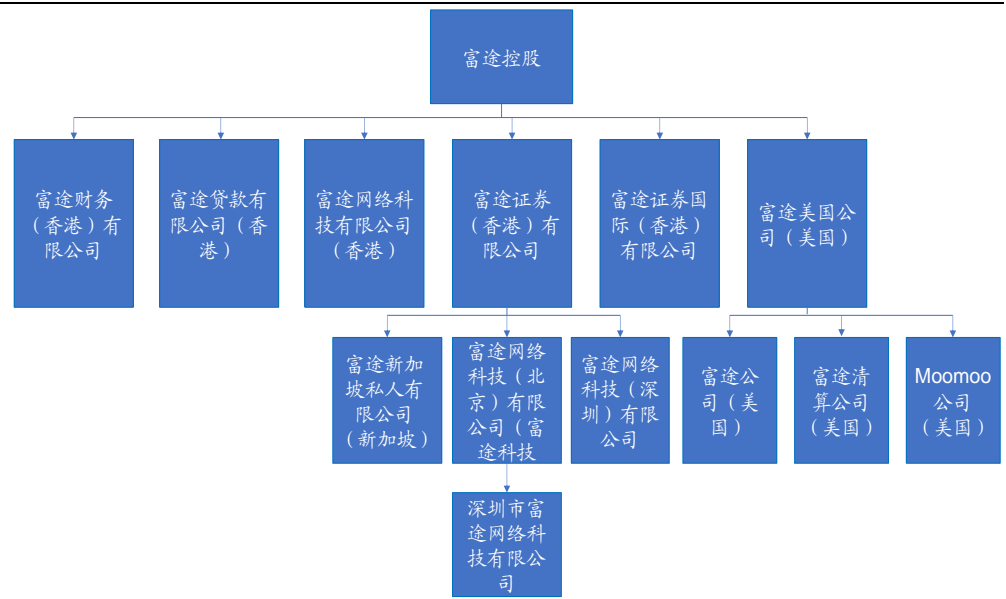 富途控股
富途财务
（香港）有
限公司
富途贷款有
限公司（香
港）
富途网络科
技有限公司
（香港）
富途证券
（香港）有
限公司
富途证券国
际（香港）
有限公司
富途美国公
司（美国）
富途新加
坡私人有
限公司
（新加坡）
富途网络
科技（北
京）有限
公司（富
途科技
富途网络
科技（深
圳）有限
公司
富途公
司（美
国）
富途清
算公司
（美国）
Moomoo
公司
（美国）
深圳市富
途网络科
技有限公
司